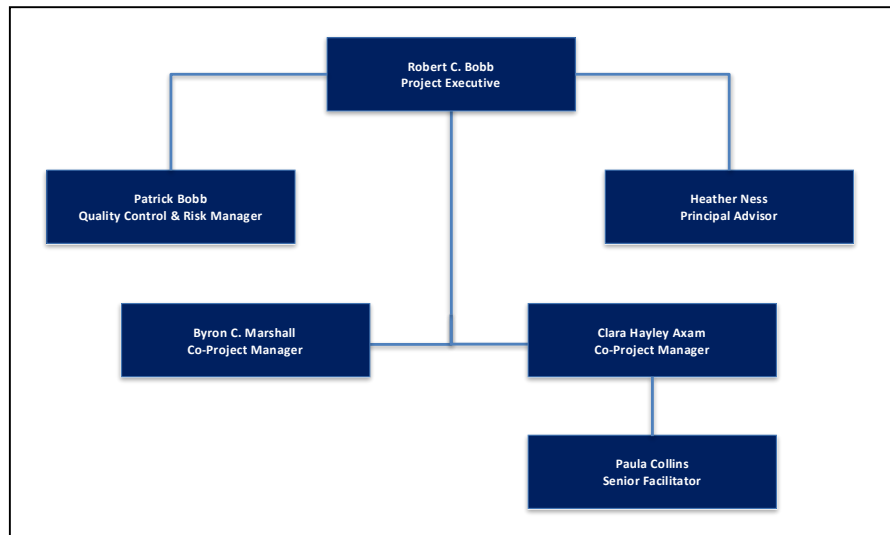 Robert C. Bobb
Project Executive
Patrick Bobb
Quality Control & Risk Manager
Heather Ness
Principal Advisor
Byron C. Marshall
Co-Project Manager
Clara Hayley Axam
Co-Project Manager
Paula Collins
Senior Facilitator